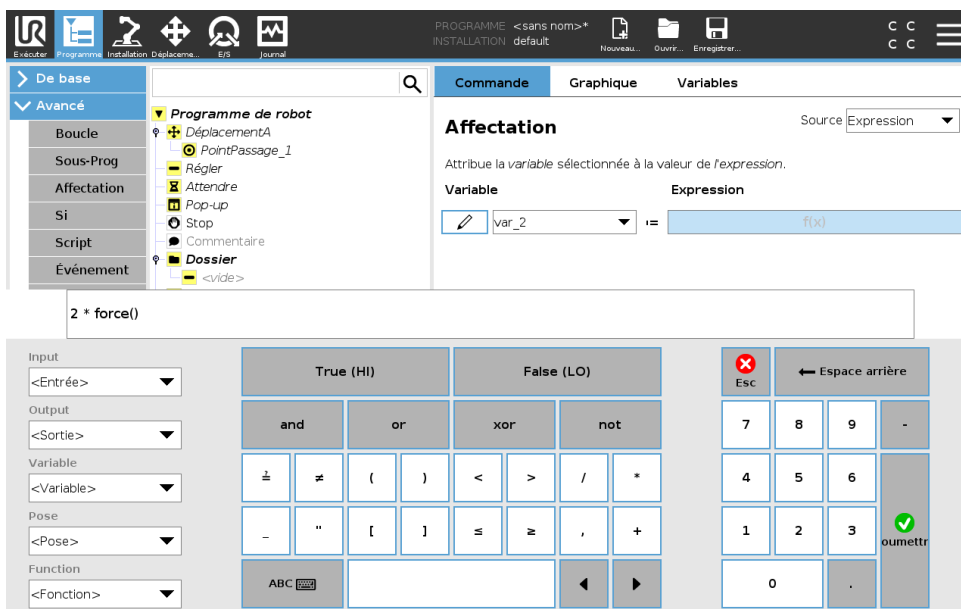 PROGRAMME <sans nom>*
INSTALLATION default
Exécuter Programme Installation Déplaceme... E/S Journal Nouveau... Ouvrir... Enregistrer...
C C
C C
De base
Avancé
Boucle
Sous-Prog
Affectation
Si
Script
Événement
Programme de robot
DéplacementA
PointPassage_1
Régler
Attendre
Pop-up
Stop
Commentaire
Dossier
<vide>
Commande Graphique Variables
Affectation
Source Expression
Attribue la variable sélectionnée à la valeur de l'expression.
Variable Expression
var_2 := f(x)
2 * force()
Input
<Entrée>
Output
<Sortie>
Variable
<Variable>
Pose
<Pose>
Function
<Fonction>
True (HI) False (LO)
and or xor not
≟ ≠ ( ) < > / *
_ " [ ] ≤ ≥ , +
ABC
Esc Espace arrière
7 8 9 -
4 5 6
1 2 3 oumettr
0 .